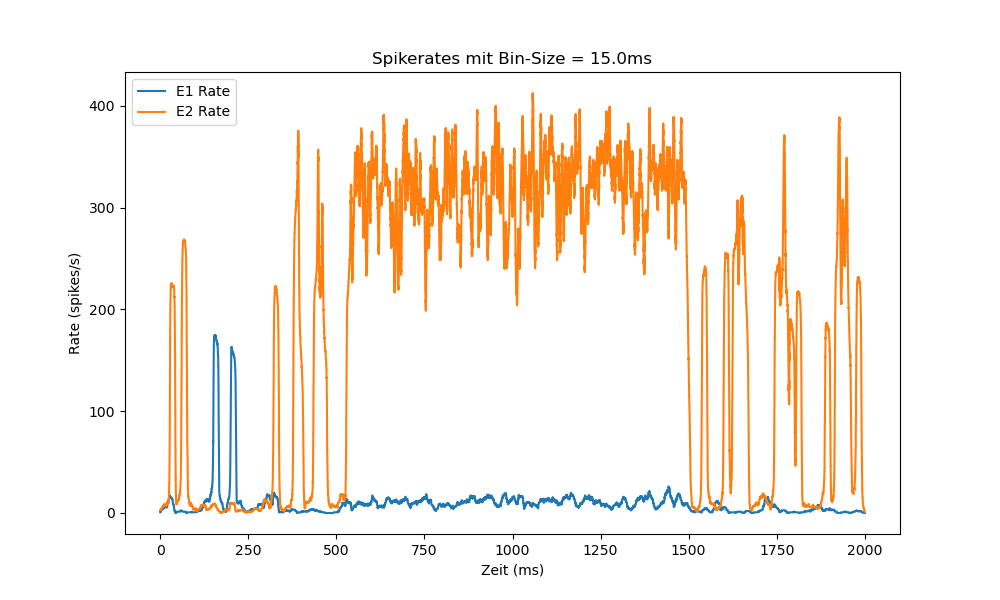 Spikerates mit Bin-Size = 15.0ms
E1 Rate
E2 Rate
400
300
200
100
0
Rate (spikes/s)
0 250 500 750 1000 1250 1500 1750 2000
Zeit (ms)